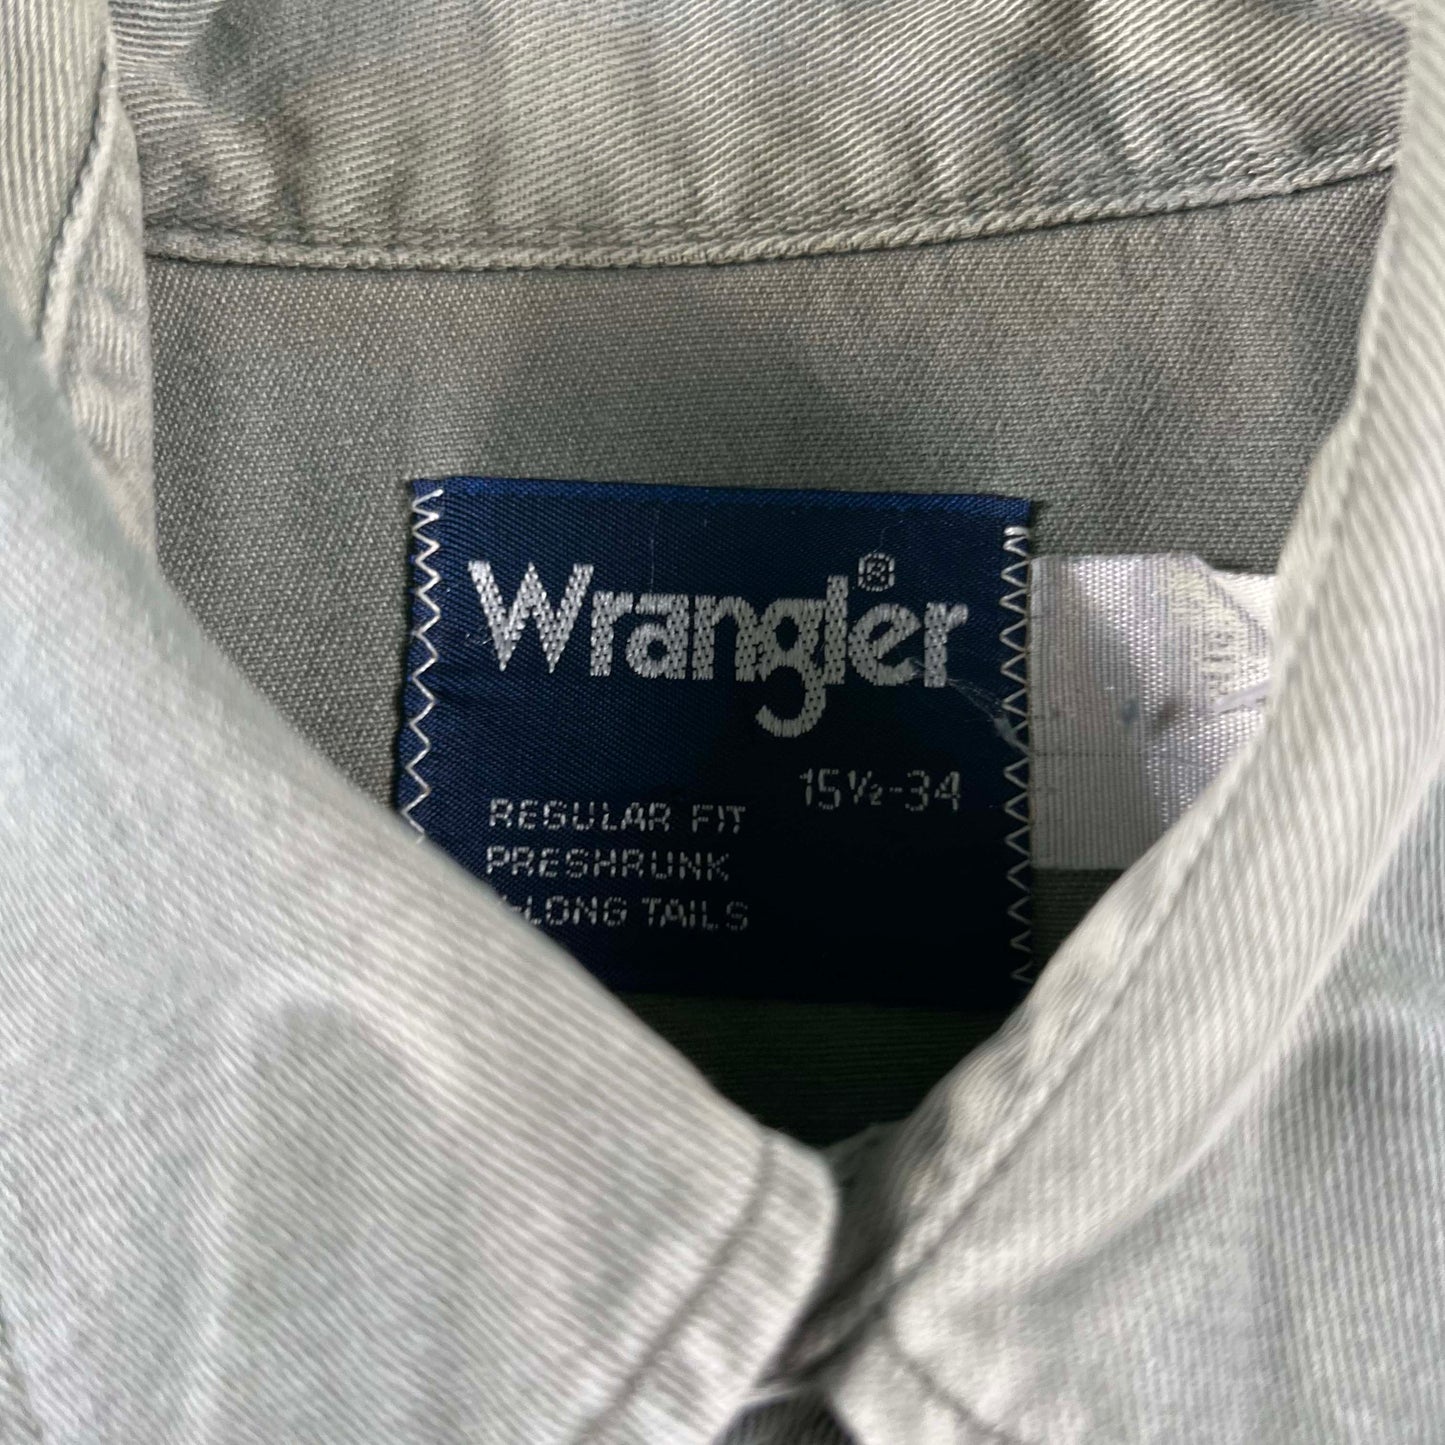 Wrangler®
15½-34
REGULAR FIT
PRESHRUNK
LONG TAILS